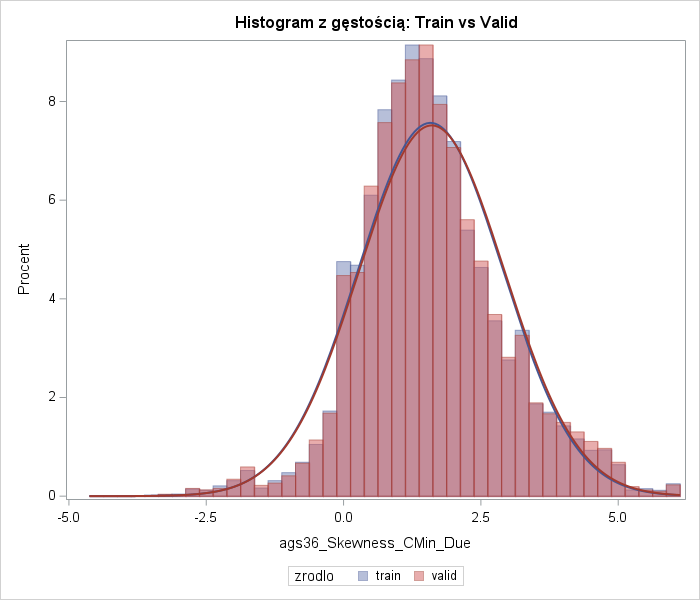 Histogram z gęstością: Train vs Valid
8
6
4
2
0
Procent
-5.0 -2.5 0.0 2.5 5.0
ags36_Skewness_CMin_Due
zrodlo train valid